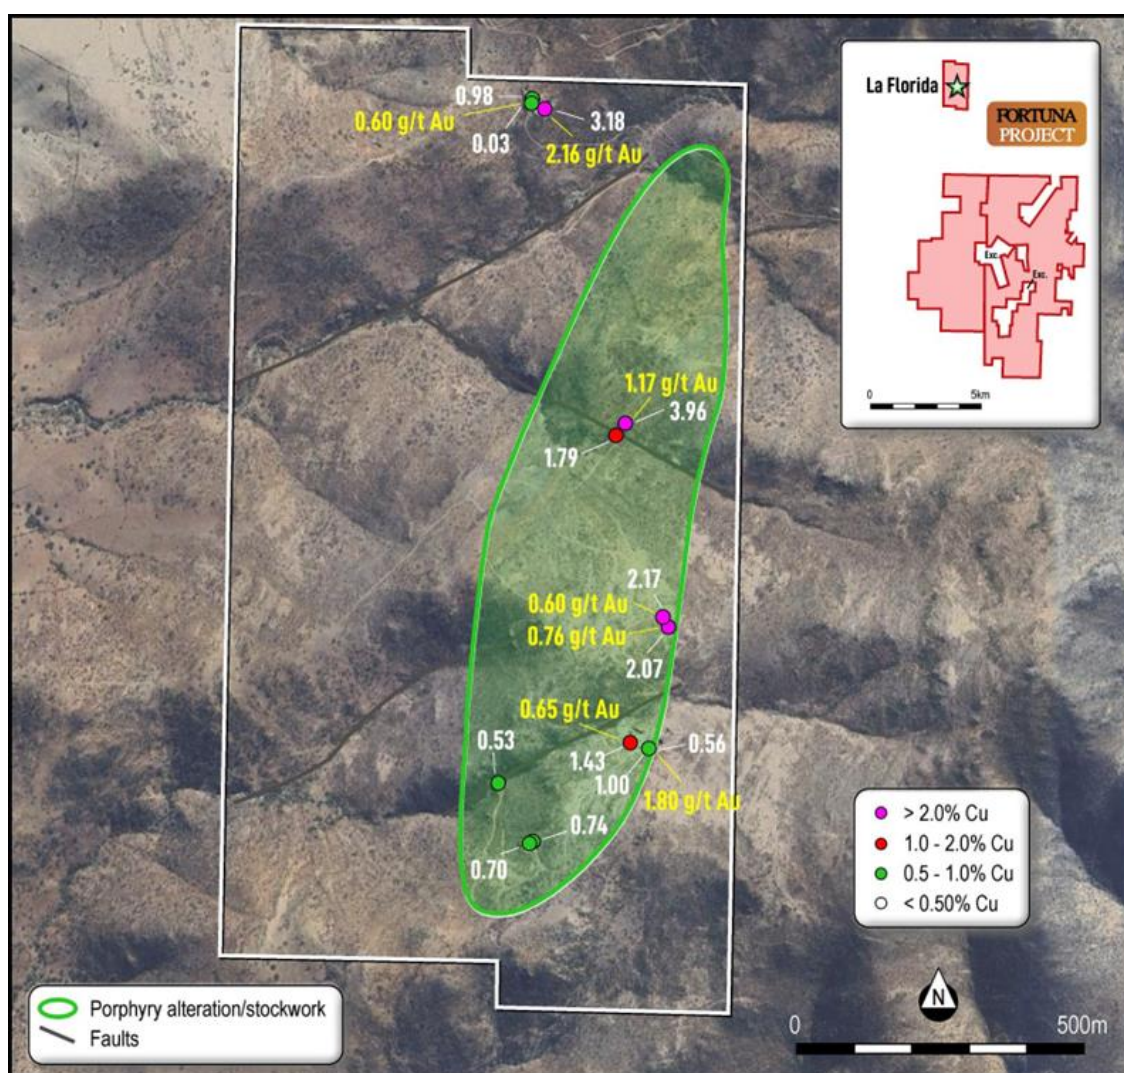 La Florida
FORTUNA
PROJECT
Exc.
Exc.
0
5km
0.98
0.60 g/t Au
0.03
3.18
2.16 g/t Au
1.17 g/t Au
3.96
1.79
2.17
0.60 g/t Au
0.76 g/t Au
2.07
0.65 g/t Au
0.53
1.43
0.56
1.00
1.80 g/t Au
0.74
0.70
> 2.0% Cu
1.0 - 2.0% Cu
0.5 - 1.0% Cu
< 0.50% Cu
Porphyry alteration/stockwork
Faults
N
0
500m